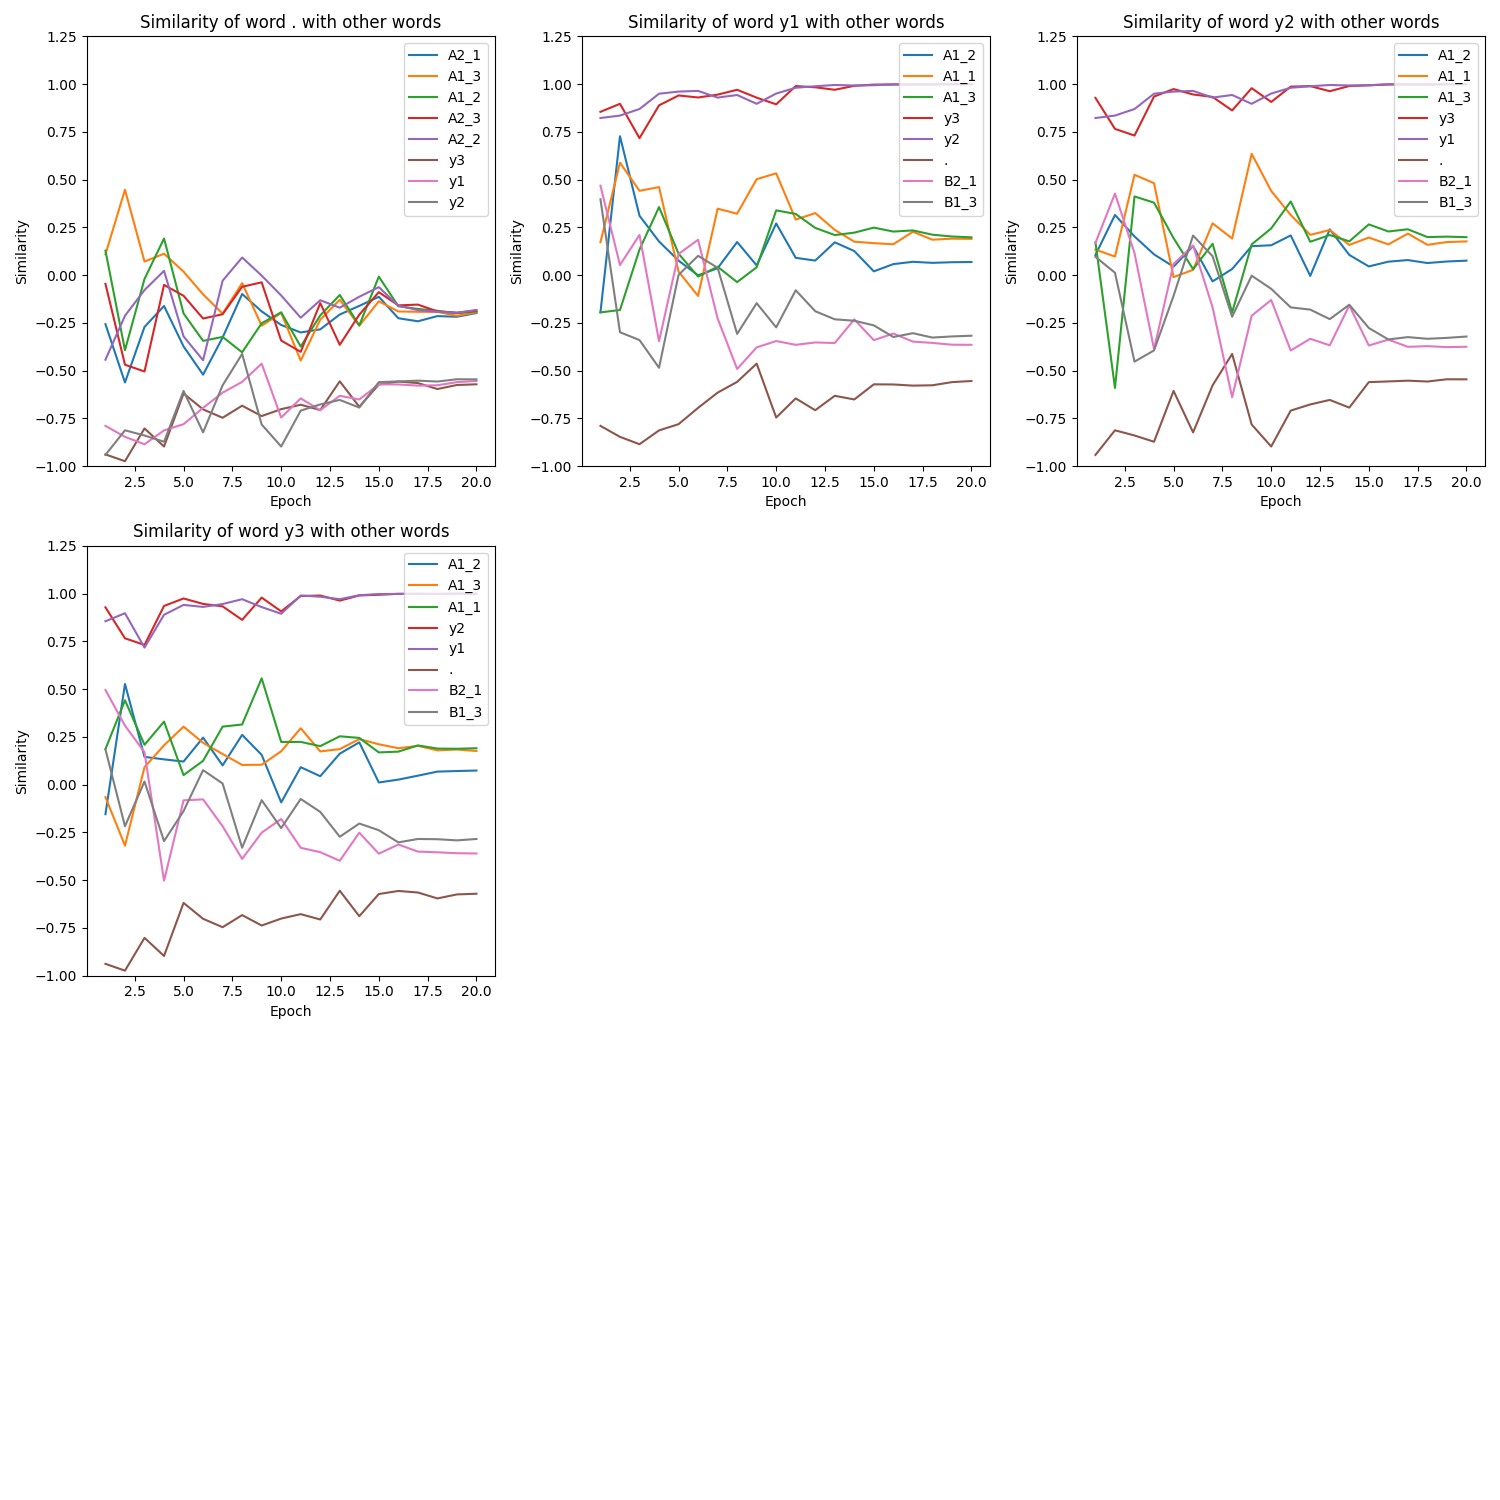 Similarity of word . with other words
1.25
1.00
0.75
0.50
0.25
0.00
−0.25
−0.50
−0.75
−1.00
Similarity
2.5 5.0 7.5 10.0 12.5 15.0 17.5 20.0
Epoch
A2_1
A1_3
A1_2
A2_3
A2_2
y3
y1
y2
Similarity of word y1 with other words
1.25
1.00
0.75
0.50
0.25
0.00
−0.25
−0.50
−0.75
−1.00
Similarity
2.5 5.0 7.5 10.0 12.5 15.0 17.5 20.0
Epoch
A1_2
A1_1
A1_3
y3
y2
.
B2_1
B1_3
Similarity of word y2 with other words
1.25
1.00
0.75
0.50
0.25
0.00
−0.25
−0.50
−0.75
−1.00
Similarity
2.5 5.0 7.5 10.0 12.5 15.0 17.5 20.0
Epoch
A1_2
A1_1
A1_3
y3
y1
.
B2_1
B1_3
Similarity of word y3 with other words
1.25
1.00
0.75
0.50
0.25
0.00
−0.25
−0.50
−0.75
−1.00
Similarity
2.5 5.0 7.5 10.0 12.5 15.0 17.5 20.0
Epoch
A1_2
A1_3
A1_1
y2
y1
.
B2_1
B1_3